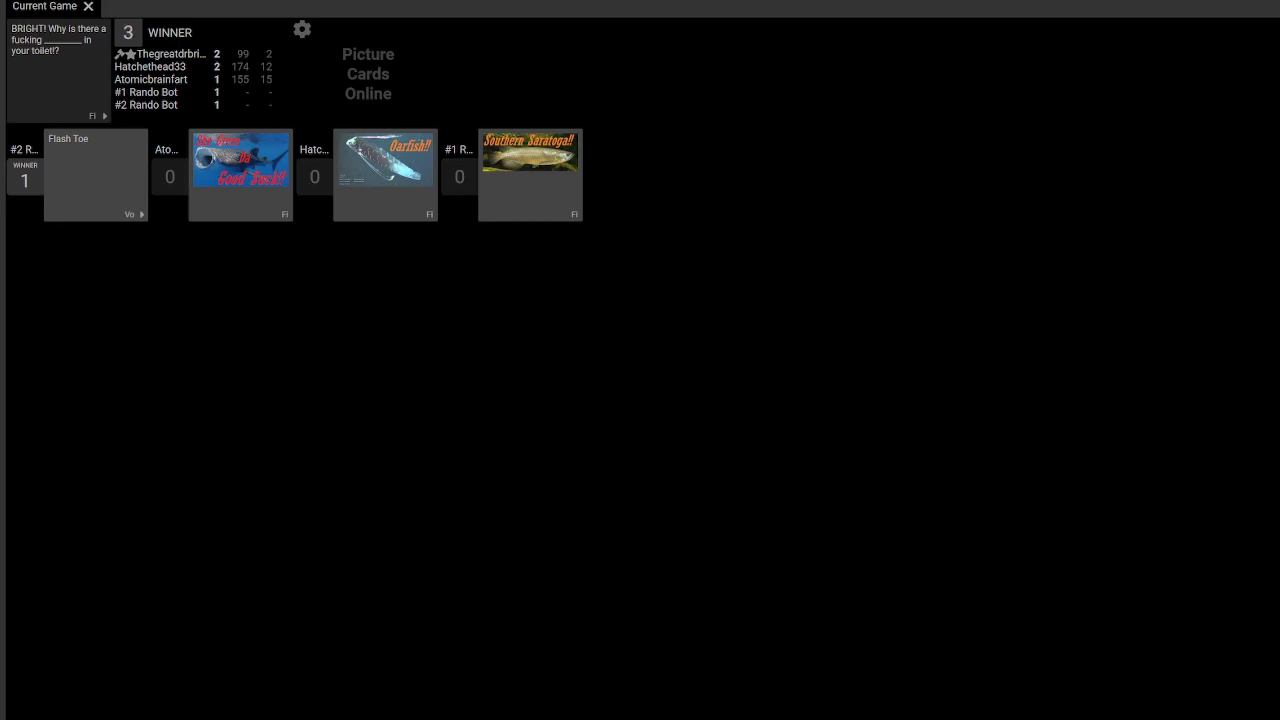 Current Game
BRIGHT! Why is there a
fucking ________ in
your toilet!?
Fi
3 WINNER
Thegreatdrbri... 2 99 2
Hatchethead33 2 174 12
Atomicbrainfart 1 155 15
#1 Rando Bot 1 - -
#2 Rando Bot 1 - -
Picture
Cards
Online
#2 R...
WINNER
1
Flash Toe
Vo
Ato...
0
Da
Good Suck!!
Fi
Hatc...
0
Oarfish!!
Fi
#1 R...
0
Southern Saratoga!!
Fi